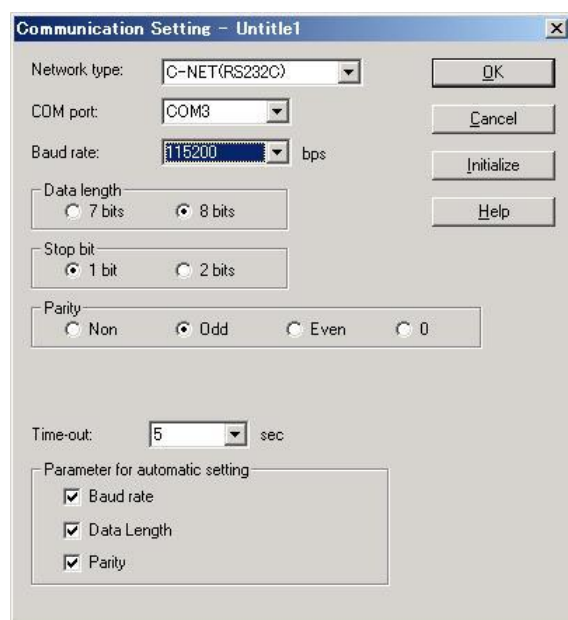 Communication Setting - Untitle1
Network type: C-NET(RS232C) OK
COM port: COM3 Cancel
Baud rate: 115200 bps Initialize
Data length
7 bits 8 bits Help
Stop bit
1 bit 2 bits
Parity
Non Odd Even 0
Time-out: 5 sec
Parameter for automatic setting
Baud rate
Data Length
Parity